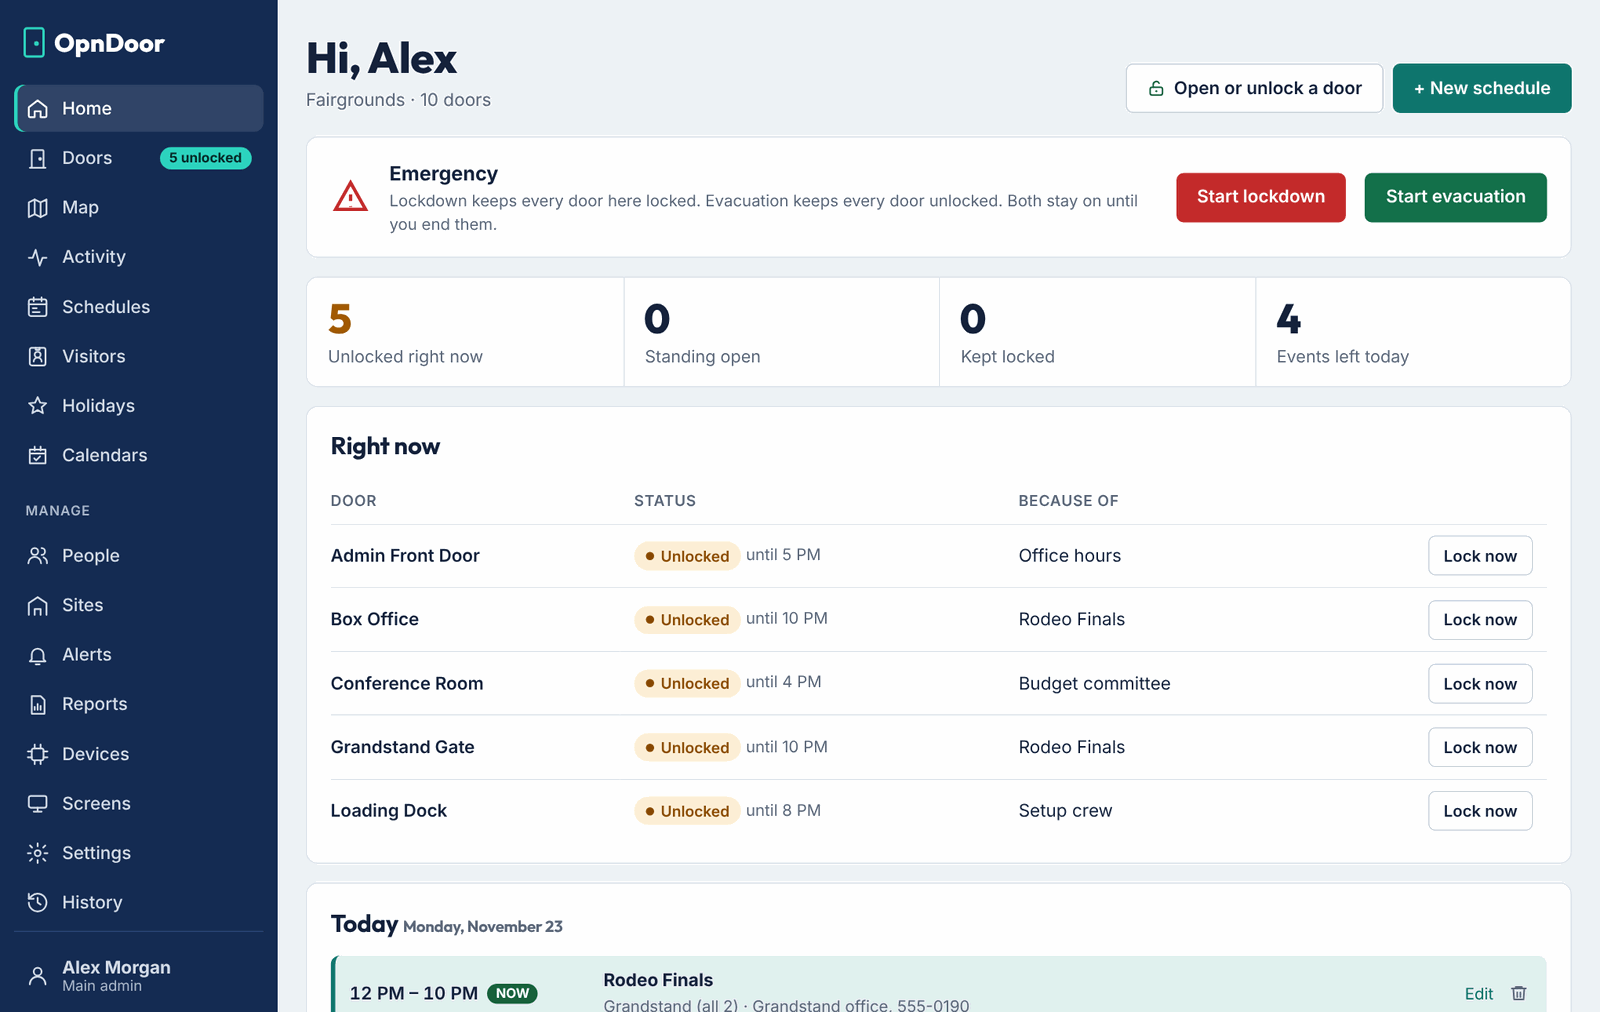 OpnDoor
Home
Doors
5 unlocked
Map
Activity
Schedules
Visitors
Holidays
Calendars
MANAGE
People
Sites
Alerts
Reports
Devices
Screens
Settings
History
Alex Morgan
Main admin
Hi, Alex
Fairgrounds · 10 doors
Open or unlock a door
+ New schedule
Emergency
Lockdown keeps every door here locked. Evacuation keeps every door unlocked. Both stay on until
you end them.
Start lockdown
Start evacuation
5
Unlocked right now
0
Standing open
0
Kept locked
4
Events left today
Right now
DOOR STATUS BECAUSE OF
Admin Front Door Unlocked until 5 PM Office hours Lock now
Box Office Unlocked until 10 PM Rodeo Finals Lock now
Conference Room Unlocked until 4 PM Budget committee Lock now
Grandstand Gate Unlocked until 10 PM Rodeo Finals Lock now
Loading Dock Unlocked until 8 PM Setup crew Lock now
Today Monday, November 23
12 PM – 10 PM NOW
Rodeo Finals
Grandstand (all 2) · Grandstand office, 555-0190
Edit